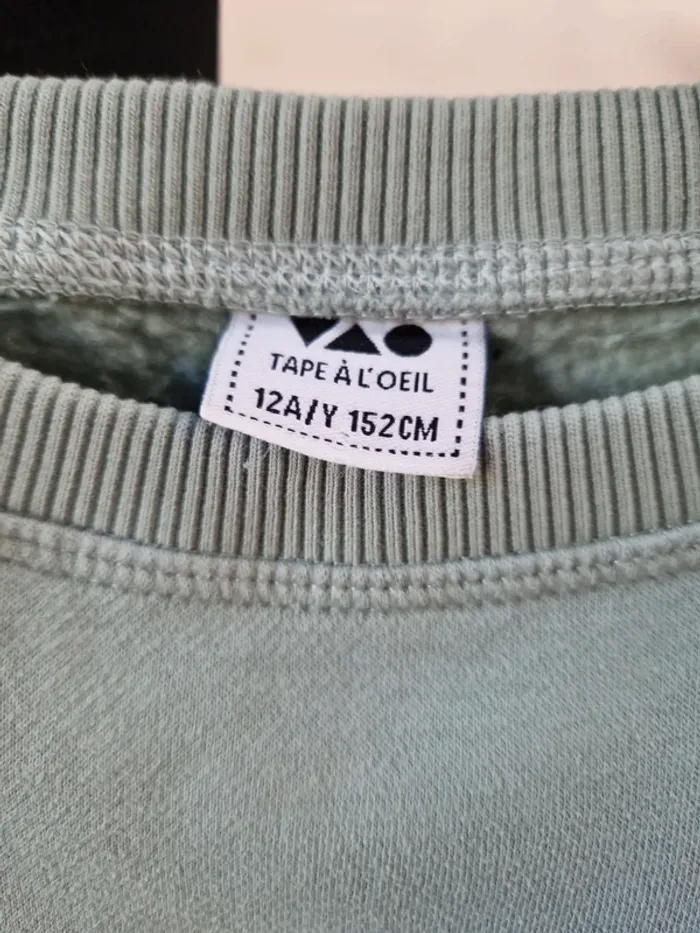 TAPE À L'OEIL
12A/Y 152CM